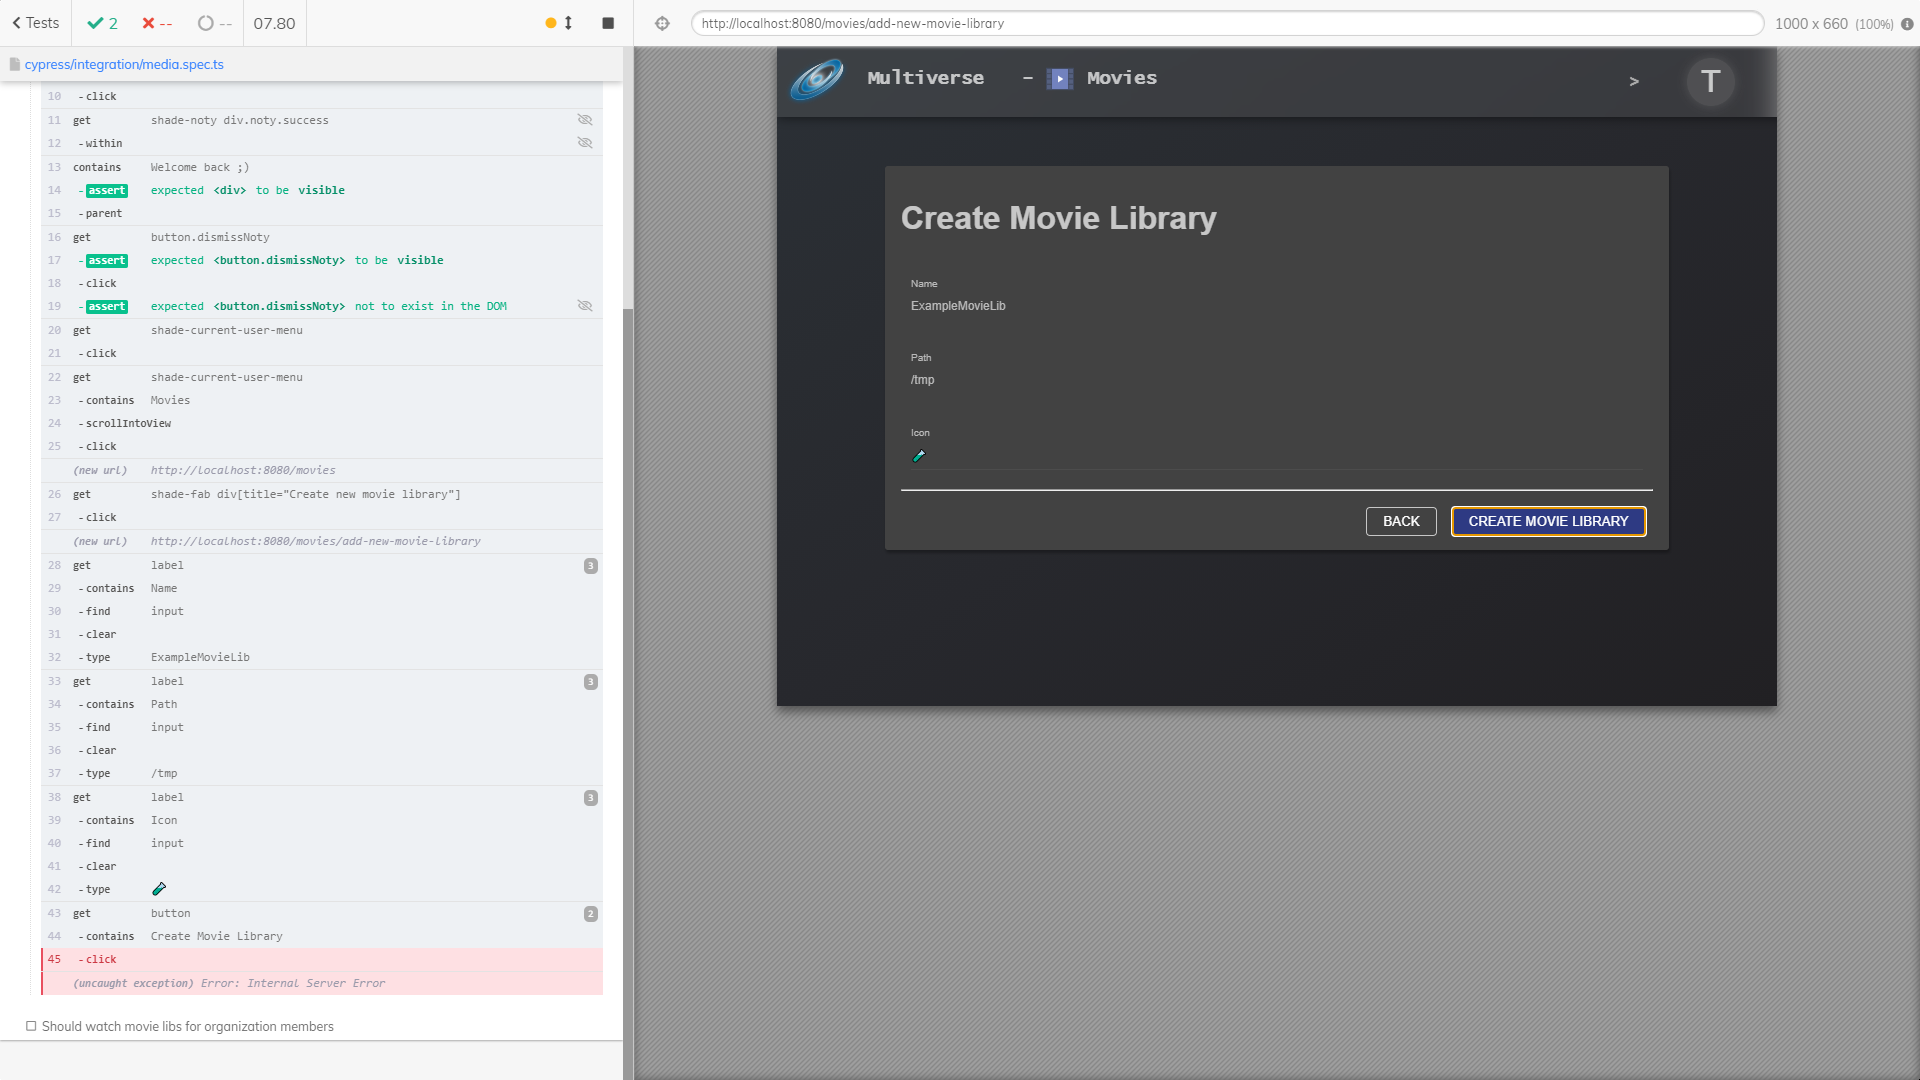 Tests
2
--
--
07.80
http://localhost:8080/movies/add-new-movie-library
1000 x 660 (100%)
cypress/integration/media.spec.ts
10 - click
11 get shade-noty div.noty.success
12 - within
13 contains Welcome back ;)
14 - assert expected <div> to be visible
15 - parent
16 get button.dismissNoty
17 - assert expected <button.dismissNoty> to be visible
18 - click
19 - assert expected <button.dismissNoty> not to exist in the DOM
20 get shade-current-user-menu
21 - click
22 get shade-current-user-menu
23 - contains Movies
24 - scrollIntoView
25 - click
(new url) http://localhost:8080/movies
26 get shade-fab div[title="Create new movie library"]
27 - click
(new url) http://localhost:8080/movies/add-new-movie-library
28 get label 3
29 - contains Name
30 - find input
31 - clear
32 - type ExampleMovieLib
33 get label 3
34 - contains Path
35 - find input
36 - clear
37 - type /tmp
38 get label 3
39 - contains Icon
40 - find input
41 - clear
42 - type 🧪
43 get button 2
44 - contains Create Movie Library
45 - click
(uncaught exception) Error: Internal Server Error
Should watch movie libs for organization members
Multiverse – Movies > T
Create Movie Library
Name
ExampleMovieLib
Path
/tmp
Icon
🧪
BACK CREATE MOVIE LIBRARY